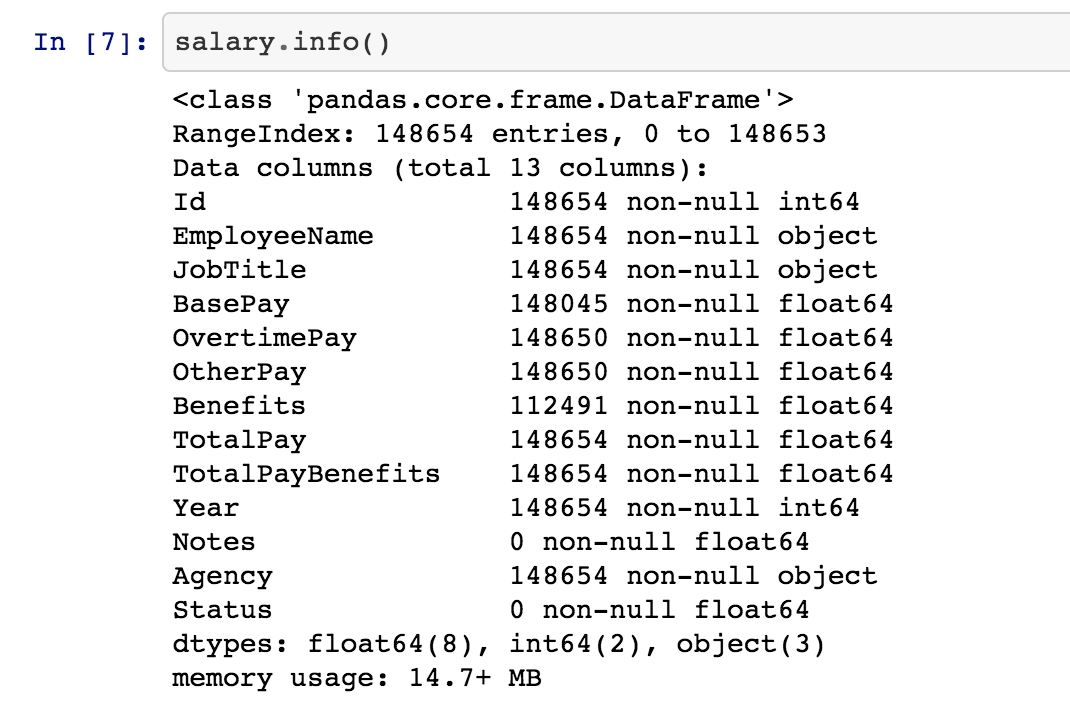 In [7]: salary.info()
<class 'pandas.core.frame.DataFrame'>
RangeIndex: 148654 entries, 0 to 148653
Data columns (total 13 columns):
Id                  148654 non-null int64
EmployeeName        148654 non-null object
JobTitle            148654 non-null object
BasePay             148045 non-null float64
OvertimePay         148650 non-null float64
OtherPay            148650 non-null float64
Benefits            112491 non-null float64
TotalPay            148654 non-null float64
TotalPayBenefits    148654 non-null float64
Year                148654 non-null int64
Notes               0 non-null float64
Agency              148654 non-null object
Status              0 non-null float64
dtypes: float64(8), int64(2), object(3)
memory usage: 14.7+ MB